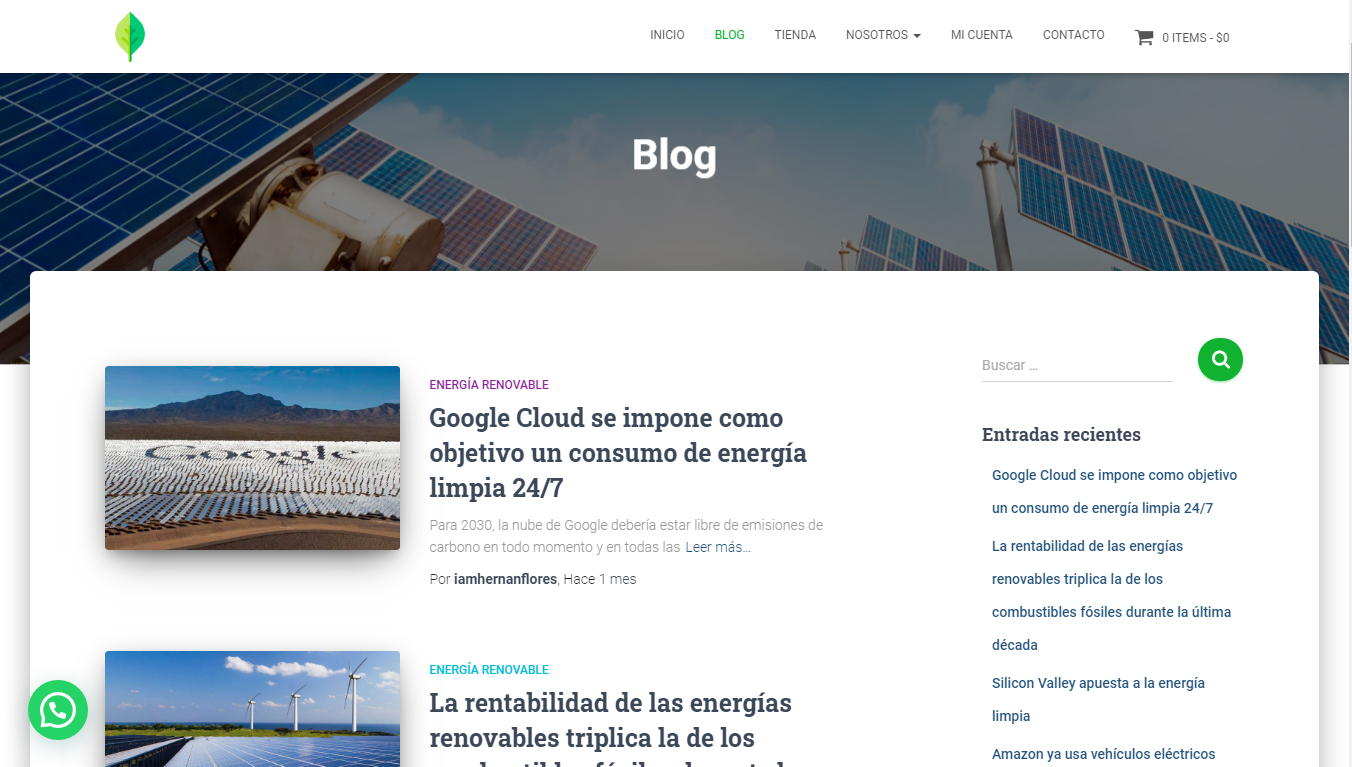 INICIO BLOG TIENDA NOSOTROS MI CUENTA CONTACTO 0 ITEMS - $0
Blog
Google
ENERGÍA RENOVABLE
Google Cloud se impone como
objetivo un consumo de energía
limpia 24/7
Para 2030, la nube de Google debería estar libre de emisiones de
carbono en todo momento y en todas las Leer más…
Por iamhernanflores, Hace 1 mes
ENERGÍA RENOVABLE
La rentabilidad de las energías
renovables triplica la de los
combustibles fósiles durante la
Buscar …
Entradas recientes
Google Cloud se impone como objetivo
un consumo de energía limpia 24/7
La rentabilidad de las energías
renovables triplica la de los
combustibles fósiles durante la última
década
Silicon Valley apuesta a la energía
limpia
Amazon ya usa vehículos eléctricos